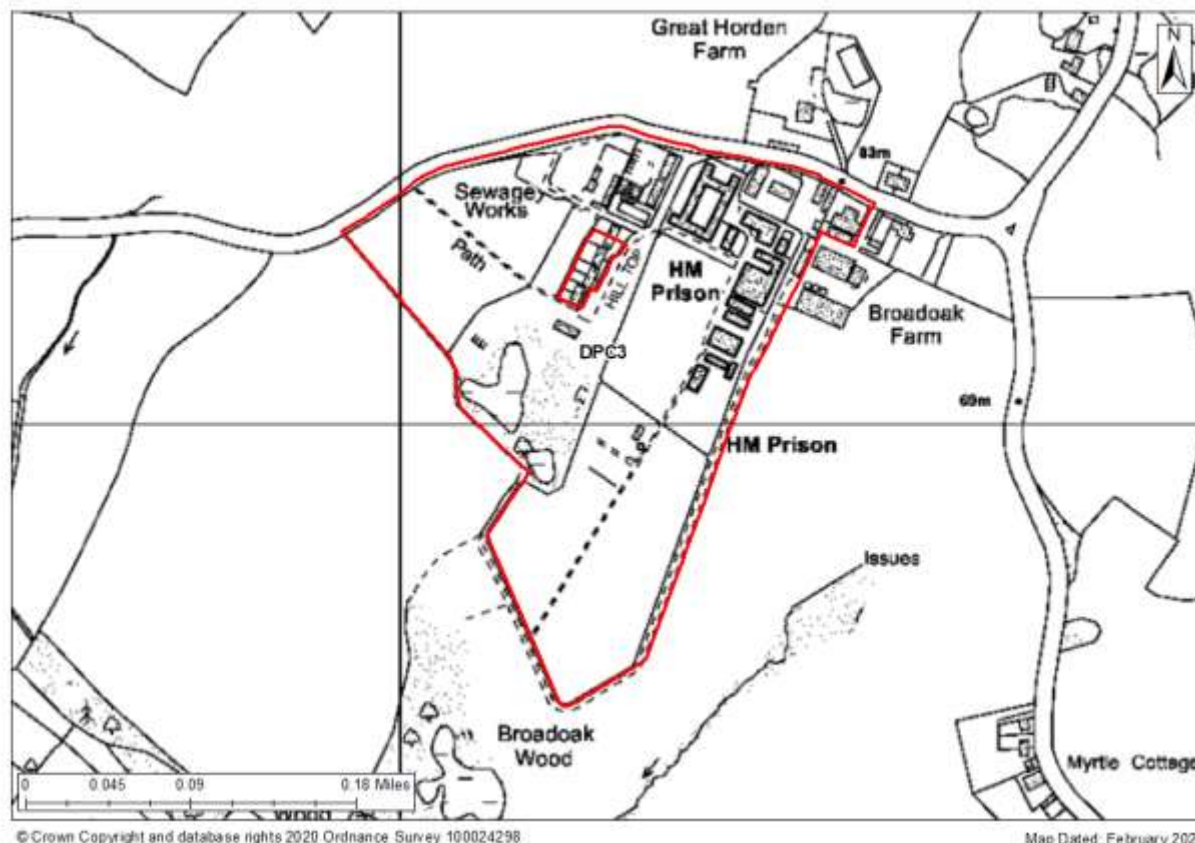 Great Horden
Farm
N
83m
Sewage
Works
Path
HILL TOP
HM
Prison
Broadoak
Farm
DPC3
69m
HM Prison
Issues
Broadoak
Wood
Myrtle Cottage
0 0.045 0.09 0.18 Miles
© Crown Copyright and database rights 2020 Ordnance Survey 100024298
Map Dated: February 202